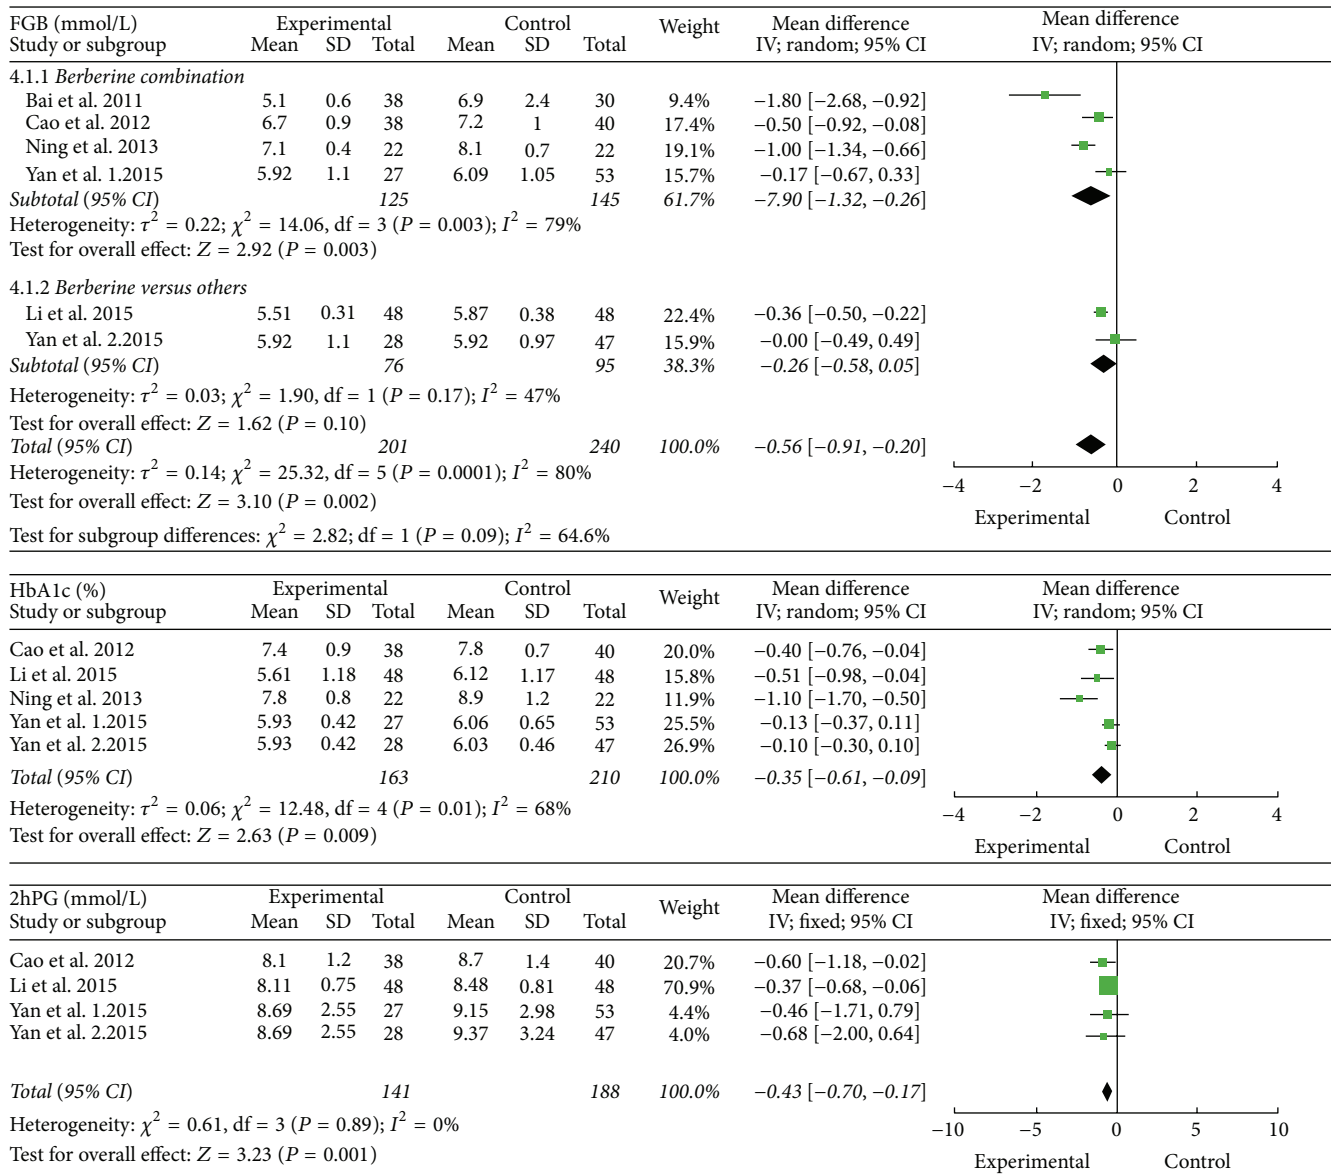 FGB (mmol/L) Experimental Control Weight Mean difference Mean difference
Study or subgroup Mean SD Total Mean SD Total IV; random; 95% CI IV; random; 95% CI
4.1.1 Berberine combination
Bai et al. 2011 5.1 0.6 38 6.9 2.4 30 9.4% −1.80 [−2.68, −0.92]
Cao et al. 2012 6.7 0.9 38 7.2 1 40 17.4% −0.50 [−0.92, −0.08]
Ning et al. 2013 7.1 0.4 22 8.1 0.7 22 19.1% −1.00 [−1.34, −0.66]
Yan et al. 1.2015 5.92 1.1 27 6.09 1.05 53 15.7% −0.17 [−0.67, 0.33]
Subtotal (95% CI) 125 145 61.7% −7.90 [−1.32, −0.26]
Heterogeneity: τ² = 0.22; χ² = 14.06, df = 3 (P = 0.003); I² = 79%
Test for overall effect: Z = 2.92 (P = 0.003)
4.1.2 Berberine versus others
Li et al. 2015 5.51 0.31 48 5.87 0.38 48 22.4% −0.36 [−0.50, −0.22]
Yan et al. 2.2015 5.92 1.1 28 5.92 0.97 47 15.9% −0.00 [−0.49, 0.49]
Subtotal (95% CI) 76 95 38.3% −0.26 [−0.58, 0.05]
Heterogeneity: τ² = 0.03; χ² = 1.90, df = 1 (P = 0.17); I² = 47%
Test for overall effect: Z = 1.62 (P = 0.10)
Total (95% CI) 201 240 100.0% −0.56 [−0.91, −0.20]
Heterogeneity: τ² = 0.14; χ² = 25.32, df = 5 (P = 0.0001); I² = 80%
−4 −2 0 2 4
Test for overall effect: Z = 3.10 (P = 0.002)
Experimental Control
Test for subgroup differences: χ² = 2.82; df = 1 (P = 0.09); I² = 64.6%
HbA1c (%) Experimental Control Weight Mean difference Mean difference
Study or subgroup Mean SD Total Mean SD Total IV; random; 95% CI IV; random; 95% CI
Cao et al. 2012 7.4 0.9 38 7.8 0.7 40 20.0% −0.40 [−0.76, −0.04]
Li et al. 2015 5.61 1.18 48 6.12 1.17 48 15.8% −0.51 [−0.98, −0.04]
Ning et al. 2013 7.8 0.8 22 8.9 1.2 22 11.9% −1.10 [−1.70, −0.50]
Yan et al. 1.2015 5.93 0.42 27 6.06 0.65 53 25.5% −0.13 [−0.37, 0.11]
Yan et al. 2.2015 5.93 0.42 28 6.03 0.46 47 26.9% −0.10 [−0.30, 0.10]
Total (95% CI) 163 210 100.0% −0.35 [−0.61, −0.09]
Heterogeneity: τ² = 0.06; χ² = 12.48, df = 4 (P = 0.01); I² = 68%
−4 −2 0 2 4
Test for overall effect: Z = 2.63 (P = 0.009)
Experimental Control
2hPG (mmol/L) Experimental Control Weight Mean difference Mean difference
Study or subgroup Mean SD Total Mean SD Total IV; fixed; 95% CI IV; fixed; 95% CI
Cao et al. 2012 8.1 1.2 38 8.7 1.4 40 20.7% −0.60 [−1.18, −0.02]
Li et al. 2015 8.11 0.75 48 8.48 0.81 48 70.9% −0.37 [−0.68, −0.06]
Yan et al. 1.2015 8.69 2.55 27 9.15 2.98 53 4.4% −0.46 [−1.71, 0.79]
Yan et al. 2.2015 8.69 2.55 28 9.37 3.24 47 4.0% −0.68 [−2.00, 0.64]
Total (95% CI) 141 188 100.0% −0.43 [−0.70, −0.17]
Heterogeneity: χ² = 0.61, df = 3 (P = 0.89); I² = 0%
−10 −5 0 5 10
Test for overall effect: Z = 3.23 (P = 0.001)
Experimental Control